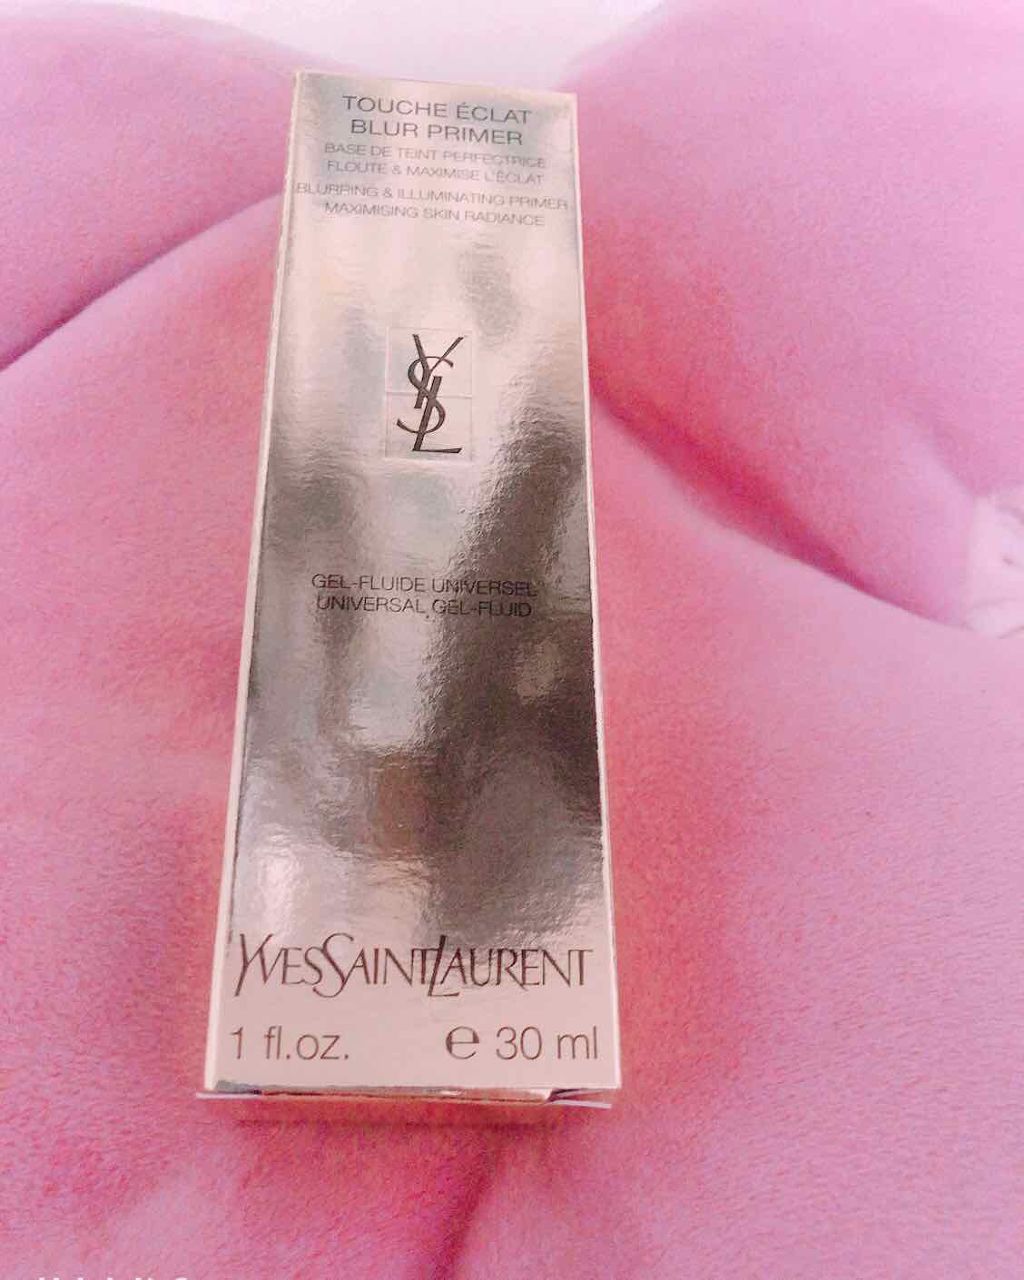 TOUCHE ÉCLAT
BLUR PRIMER
BASE DE TEINT PERFECTRICE
FLOUTE & MAXIMISE L'ÉCLAT
BLURRING & ILLUMINATING PRIMER
MAXIMISING SKIN RADIANCE
YSL
GEL-FLUIDE UNIVERSEL
UNIVERSAL GEL-FLUID
YVESSAINTLAURENT
1 fl.oz. e 30 ml